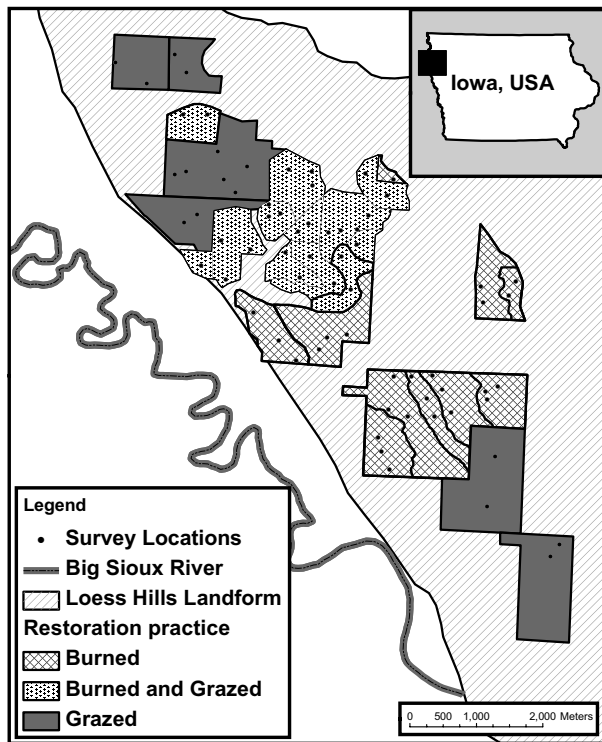 Iowa, USA
Legend
Survey Locations
Big Sioux River
Loess Hills Landform
Restoration practice
Burned
Burned and Grazed
Grazed
0 500 1,000 2,000 Meters